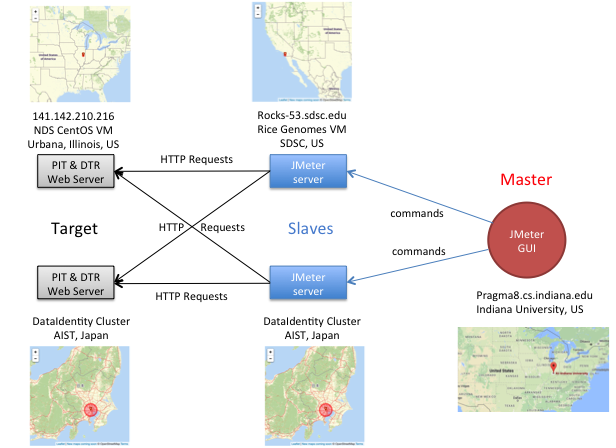 141.142.210.216
NDS CentOS VM
Urbana, Illinois, US
Rocks-53.sdsc.edu
Rice Genomes VM
SDSC, US
PIT & DTR
Web Server
HTTP Requests
JMeter
server
Master
commands
Target
HTTP
Requests
Slaves
JMeter
GUI
commands
PIT & DTR
Web Server
HTTP Requests
JMeter
server
Pragma8.cs.indiana.edu
Indiana University, US
DataIdentity Cluster
AIST, Japan
DataIdentity Cluster
AIST, Japan